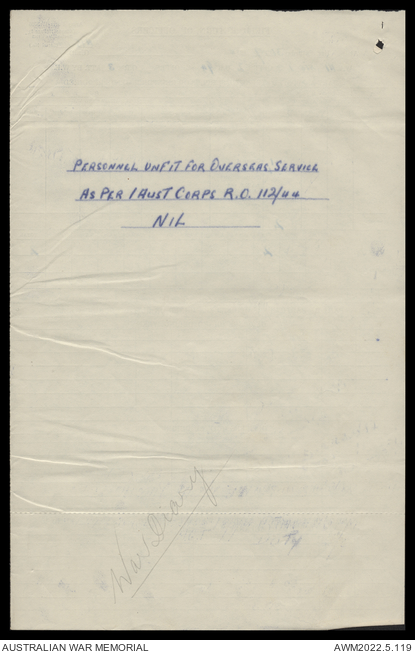 PERSONNEL UNFIT FOR OVERSEAS SERVICE
AS PER 1 AUST CORPS R.O. 112/44
NIL
War Diary
AUSTRALIAN WAR MEMORIAL
AWM2022.5.119